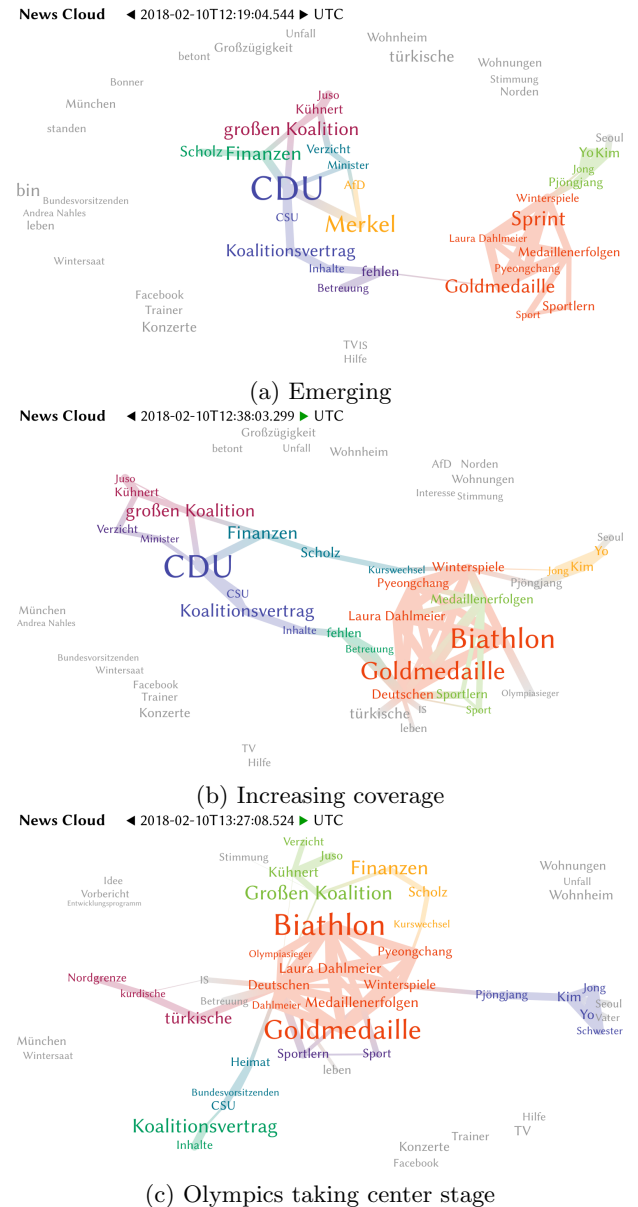 News Cloud ◀ 2018-02-10T12:19:04.544 ▶ UTC
Unfall
Wohnheim
Großzügigkeit
betont
türkische
Wohnungen
Stimmung
Norden
Bonner
Juso
München
Kühnert
großen Koalition
standen
Seoul
Scholz
Finanzen
Verzicht
Yo
Kim
Minister
Jong
Pjöngjang
AfD
bin
CDU
Winterspiele
Bundesvorsitzenden
Andrea Nahles
CSU
Sprint
leben
Merkel
Laura Dahlmeier
Koalitionsvertrag
Medaillenerfolgen
Wintersaat
Inhalte
fehlen
Pyeongchang
Betreuung
Goldmedaille
Facebook
Trainer
Sportlern
Sport
Konzerte
TV
IS
Hilfe
(a) Emerging
News Cloud ◀ 2018-02-10T12:38:03.299 ▶ UTC
Großzügigkeit
betont
Unfall
Wohnheim
AfD
Norden
Wohnungen
Juso
Kühnert
Interesse
Stimmung
großen Koalition
Verzicht
Minister
Finanzen
Scholz
Seoul
Yo
CDU
Kurswechsel
Winterspiele
Jong
Kim
Pyeongchang
Pjöngjang
CSU
Medaillenerfolgen
München
Koalitionsvertrag
Laura Dahlmeier
Andrea Nahles
Inhalte
fehlen
Biathlon
Betreuung
Bundesvorsitzenden
Wintersaat
Goldmedaille
Facebook
Trainer
Deutschen
Sportlern
Olympiasieger
Konzerte
türkische
IS
Sport
leben
TV
Hilfe
(b) Increasing coverage
News Cloud ◀ 2018-02-10T13:27:08.524 ▶ UTC
Verzicht
Stimmung
Juso
Kühnert
Finanzen
Wohnungen
Idee
Unfall
Vorbericht
Großen Koalition
Scholz
Wohnheim
Entwicklungsprogramm
Biathlon
Kurswechsel
Olympiasieger
Pyeongchang
Laura Dahlmeier
Nordgrenze
IS
Deutschen
Winterspiele
Jong
kurdische
Betreuung
Dahlmeier
Medaillenerfolgen
Pjöngjang
Kim
Seoul
türkische
Yo
Vater
Goldmedaille
Schwester
München
Wintersaat
Heimat
Sportlern
Sport
leben
Bundesvorsitzenden
CSU
Koalitionsvertrag
Hilfe
Inhalte
Trainer
TV
Konzerte
Facebook
(c) Olympics taking center stage